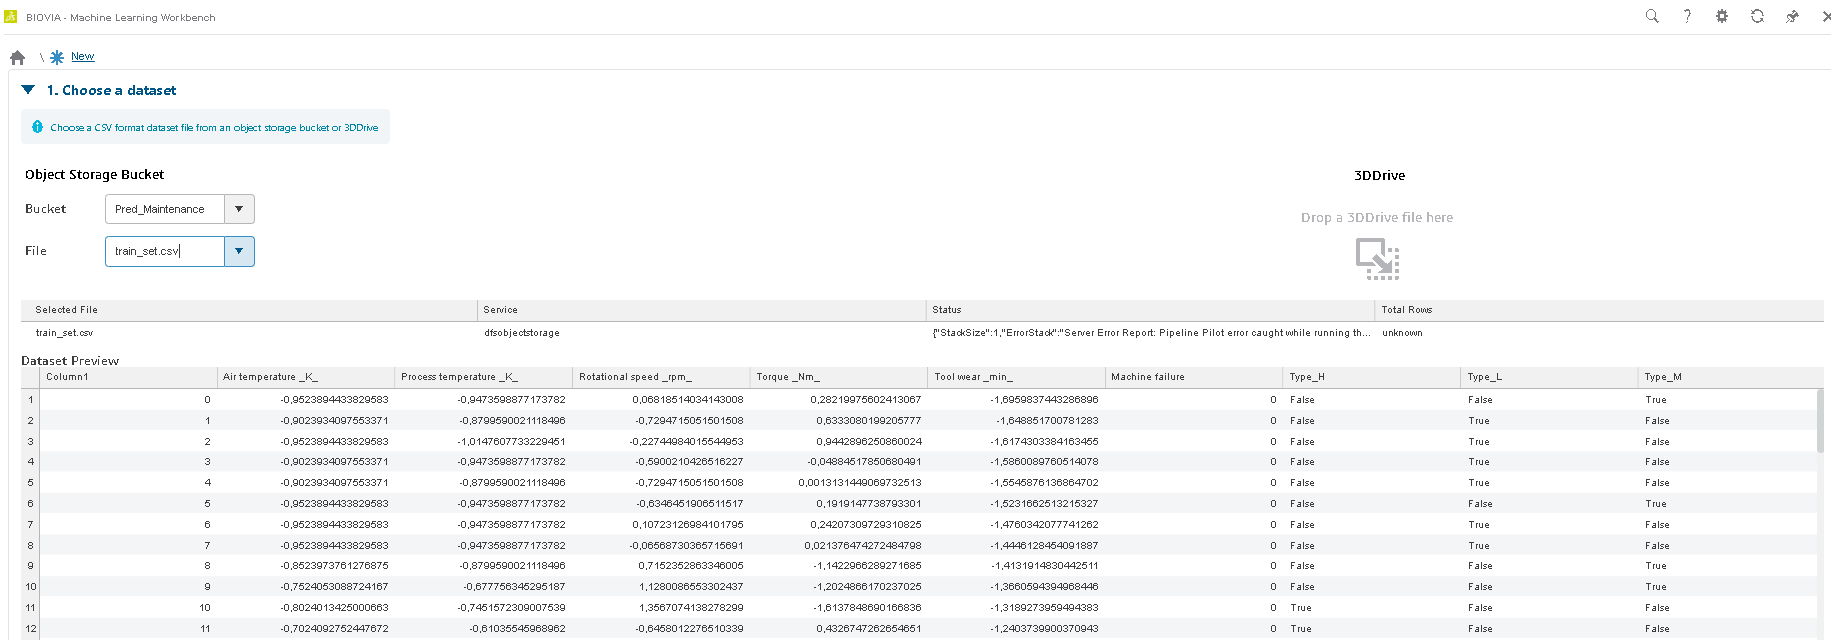 BIOVIA - Machine Learning Workbench
\ New
1. Choose a dataset
Choose a CSV format dataset file from an object storage bucket or 3DDrive
Object Storage Bucket
Bucket Pred_Maintenance
File train_set.csv
3DDrive
Drop a 3DDrive file here
Selected File Service Status Total Rows
train_set.csv dfsobjectstorage {"StackSize":1,"ErrorStack":"Server Error Report: Pipeline Pilot error caught while running th... unknown
Dataset Preview
Column1 Air temperature _K_ Process temperature _K_ Rotational speed _rpm_ Torque _Nm_ Tool wear _min_ Machine failure Type_H Type_L Type_M
1 0 -0,9523894433829583 -0,9473598877173782 0,06818514034143008 0,28219975602413067 -1,6959837443286896 0 False False True
2 1 -0,9023934097553371 -0,8799590021118496 -0,7294715051501508 0,6333080199205777 -1,648851700781283 0 False True False
3 2 -0,9523894433829583 -1,0147607733229451 -0,22744984015544953 0,9442896250860024 -1,6174303384163455 0 False True False
4 3 -0,9023934097553371 -0,9473598877173782 -0,5900210426516227 -0,04884517850680491 -1,5860089760514078 0 False True False
5 4 -0,9023934097553371 -0,8799590021118496 -0,7294715051501508 0,0013131449069732513 -1,5545876136864702 0 False True False
6 5 -0,9523894433829583 -0,9473598877173782 -0,6346451906511517 0,1919147738793301 -1,5231662513215327 0 False False True
7 6 -0,9523894433829583 -0,9473598877173782 0,10723126984101795 0,24207309729310825 -1,4760342077741262 0 False True False
8 7 -0,9523894433829583 -0,9473598877173782 -0,06568730365715691 0,021376474272484798 -1,4446128454091887 0 False True False
9 8 -0,8523973761276875 -0,8799590021118496 0,7152352863346005 -1,1422966289271685 -1,4131914830442511 0 False False True
10 9 -0,7524053088724167 -0,677756345295187 1,1280086553302437 -1,2024866170237025 -1,3660594394968446 0 False False True
11 10 -0,8024013425000663 -0,7451572309007539 1,3567074138278299 -1,6137848690166836 -1,3189273959494383 0 True False False
12 11 -0,7024092752447672 -0,61035545968962 -0,6458012276510339 0,4326747262654651 -1,2403739900370943 0 True False False